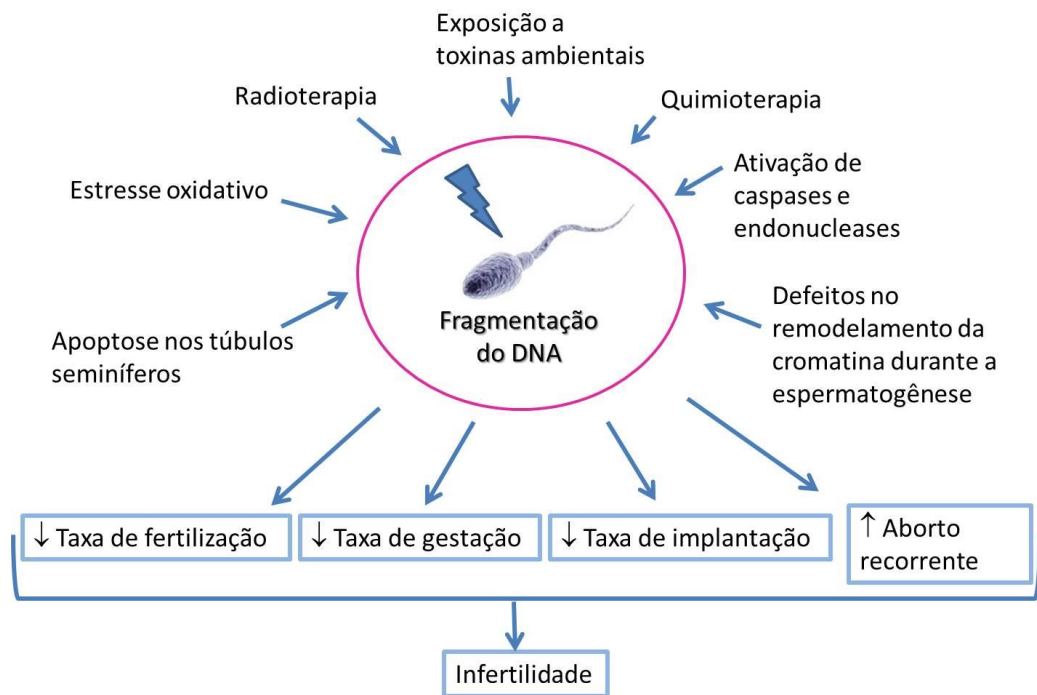 Exposição a
toxinas ambientais
Radioterapia
Quimioterapia
Estresse oxidativo
Ativação de
caspases e
endonucleases
Apoptose nos túbulos
seminíferos
Fragmentação
do DNA
Defeitos no
remodelamento da
cromatina durante a
espermatogênese
↓ Taxa de fertilização
↓ Taxa de gestação
↓ Taxa de implantação
↑ Aborto
recorrente
Infertilidade